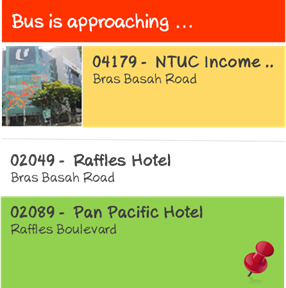 Bus is approaching ...
04179 - NTUC Income ..
Bras Basah Road
02049 - Raffles Hotel
Bras Basah Road
02089 - Pan Pacific Hotel
Raffles Boulevard